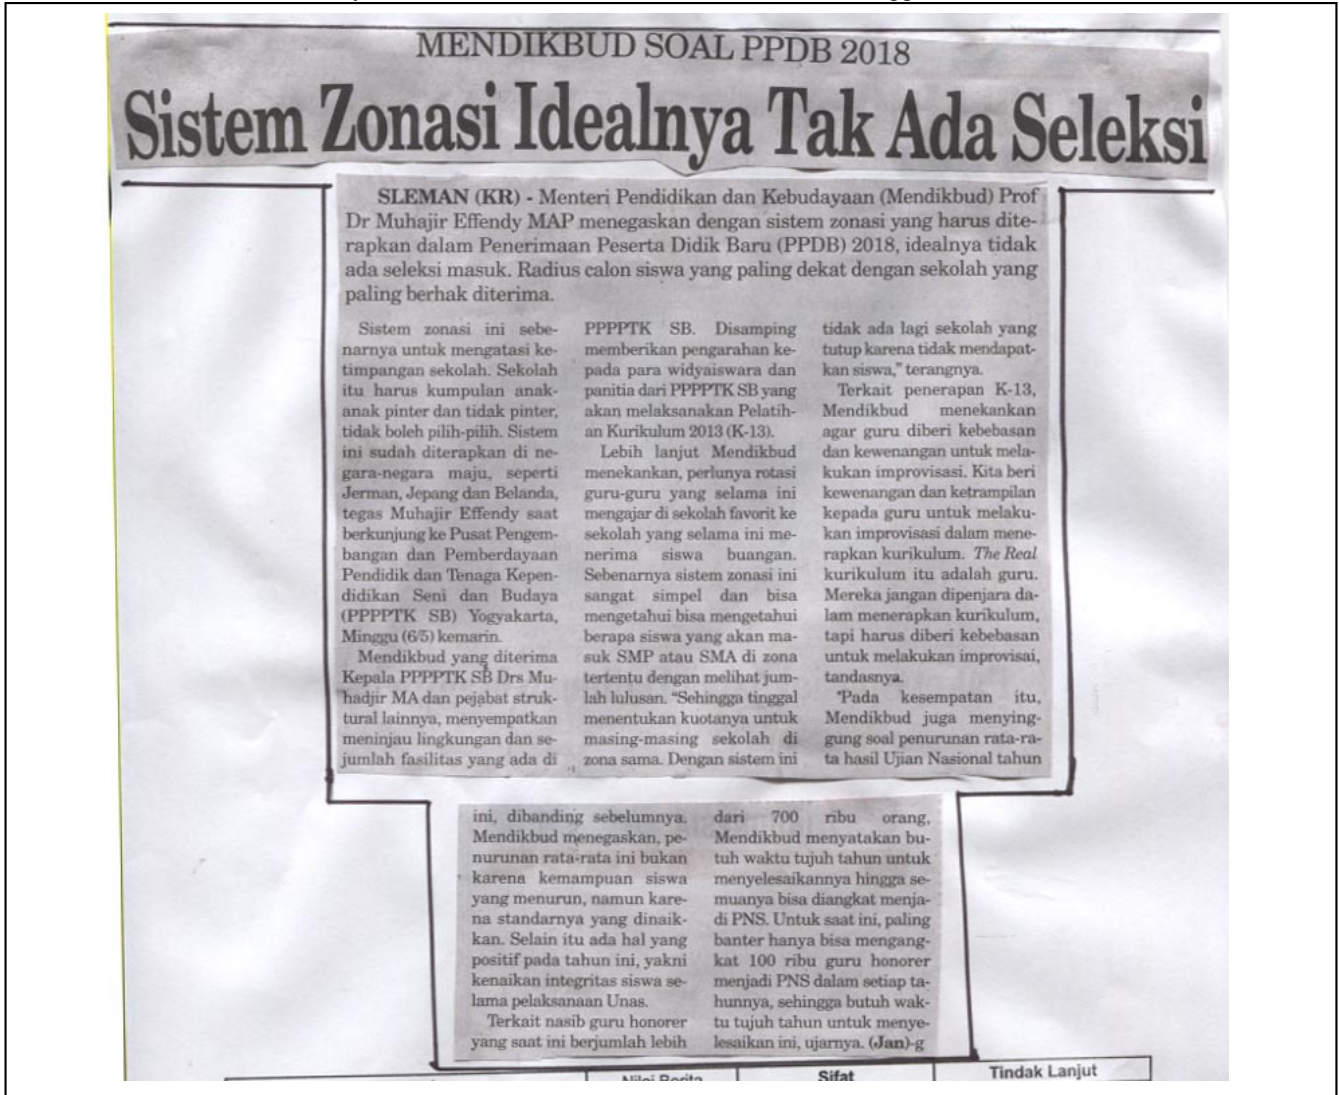 MENDIKBUD SOAL PPDB 2018
Sistem Zonasi Idealnya Tak Ada Seleksi
SLEMAN (KR) - Menteri Pendidikan dan Kebudayaan (Mendikbud) Prof
Dr Muhajir Effendy MAP menegaskan dengan sistem zonasi yang harus dite-
rapkan dalam Penerimaan Peserta Didik Baru (PPDB) 2018, idealnya tidak
ada seleksi masuk. Radius calon siswa yang paling dekat dengan sekolah yang
paling berhak diterima.
Sistem zonasi ini sebe-
narnya untuk mengatasi ke-
timpangan sekolah. Sekolah
itu harus kumpulan anak-
anak pinter dan tidak pinter,
tidak boleh pilih-pilih. Sistem
ini sudah diterapkan di ne-
gara-negara maju, seperti
Jerman, Jepang dan Belanda,
tegas Muhajir Effendy saat
berkunjung ke Pusat Pengem-
bangan dan Pemberdayaan
Pendidik dan Tenaga Kepen-
didikan Seni dan Budaya
(PPPPTK SB) Yogyakarta,
Minggu (6/5) kemarin.
Mendikbud yang diterima
Kepala PPPPTK SB Drs Mu-
hadjir MA dan pejabat struk-
tural lainnya, menyempatkan
meninjau lingkungan dan se-
jumlah fasilitas yang ada di
PPPPTK SB. Disamping
memberikan pengarahan ke-
pada para widyaiswara dan
panitia dari PPPPTK SB yang
akan melaksanakan Pelatih-
an Kurikulum 2013 (K-13).
Lebih lanjut Mendikbud
menekankan, perlunya rotasi
guru-guru yang selama ini
mengajar di sekolah favorit ke
sekolah yang selama ini me-
nerima siswa buangan.
Sebenarnya sistem zonasi ini
sangat simpel dan bisa
mengetahui bisa mengetahui
berapa siswa yang akan ma-
suk SMP atau SMA di zona
tertentu dengan melihat jum-
lah lulusan. "Sehingga tinggal
menentukan kuotanya untuk
masing-masing sekolah di
zona sama. Dengan sistem ini
tidak ada lagi sekolah yang
tutup karena tidak mendapat-
kan siswa," terangnya.
Terkait penerapan K-13,
Mendikbud menekankan
agar guru diberi kebebasan
dan kewenangan untuk mela-
kukan improvisasi. Kita beri
kewenangan dan ketrampilan
kepada guru untuk melaku-
kan improvisasi dalam mene-
rapkan kurikulum. The Real
kurikulum itu adalah guru.
Mereka jangan dipenjara da-
lam menerapkan kurikulum,
tapi harus diberi kebebasan
untuk melakukan improvisai,
tandasnya.
"Pada kesempatan itu,
Mendikbud juga menying-
gung soal penurunan rata-ra-
ta hasil Ujian Nasional tahun
ini, dibanding sebelumnya.
Mendikbud menegaskan, pe-
nurunan rata-rata ini bukan
karena kemampuan siswa
yang menurun, namun kare-
na standarnya yang dinaik-
kan. Selain itu ada hal yang
positif pada tahun ini, yakni
kenaikan integritas siswa se-
lama pelaksanaan Unas.
Terkait nasib guru honorer
yang saat ini berjumlah lebih
dari 700 ribu orang,
Mendikbud menyatakan bu-
tuh waktu tujuh tahun untuk
menyelesaikannya hingga se-
muanya bisa diangkat menja-
di PNS. Untuk saat ini, paling
banter hanya bisa mengang-
kat 100 ribu guru honorer
menjadi PNS dalam setiap ta-
hunnya, sehingga butuh wak-
tu tujuh tahun untuk menye-
lesaikan ini, ujarnya. (Jan)-g
Nilai Berita
Sifat
Tindak Lanjut